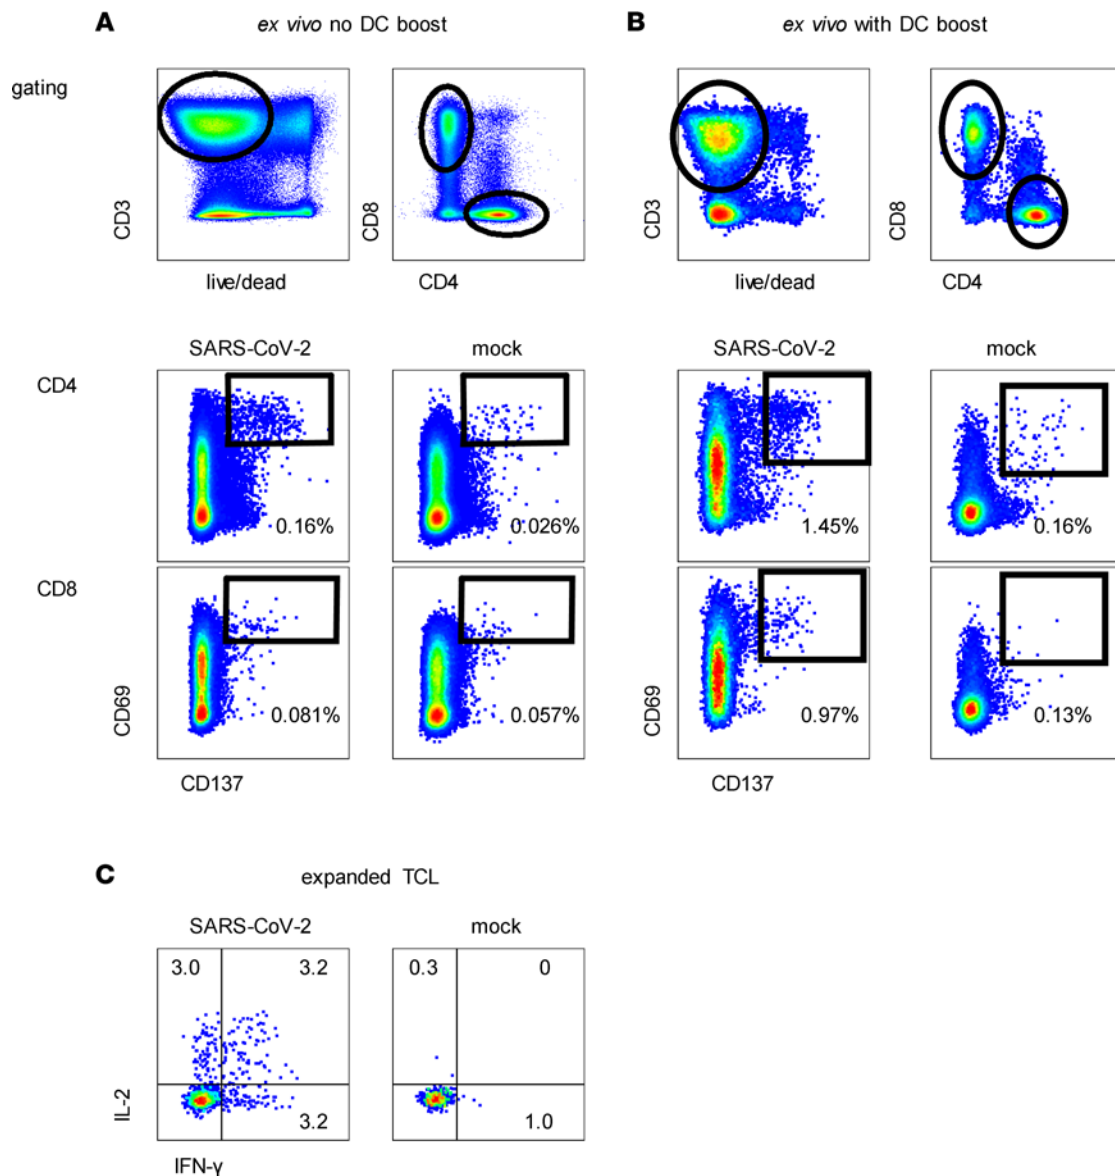 A
ex vivo no DC boost
B
ex vivo with DC boost
gating
CD3
live/dead
CD8
CD4
CD3
live/dead
CD8
CD4
SARS-CoV-2
mock
SARS-CoV-2
mock
CD4
0.16%
0.026%
1.45%
0.16%
CD8
CD69
0.081%
0.057%
CD69
0.97%
0.13%
CD137
CD137
C
expanded TCL
SARS-CoV-2
mock
3.0
3.2
0.3
0
IL-2
3.2
1.0
IFN-γ